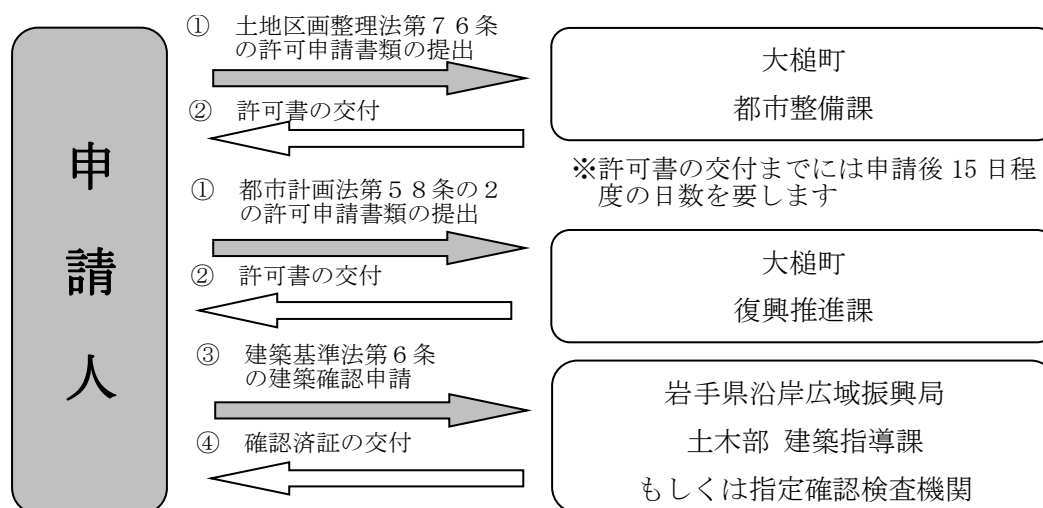 申請人
① 土地区画整理法第７６条
の許可申請書類の提出
② 許可書の交付
大槌町
都市整備課
※許可書の交付までには申請後 15 日程
度の日数を要します
① 都市計画法第５８条の２
の許可申請書類の提出
② 許可書の交付
大槌町
復興推進課
③ 建築基準法第６条
の建築確認申請
④ 確認済証の交付
岩手県沿岸広域振興局
土木部 建築指導課
もしくは指定確認検査機関